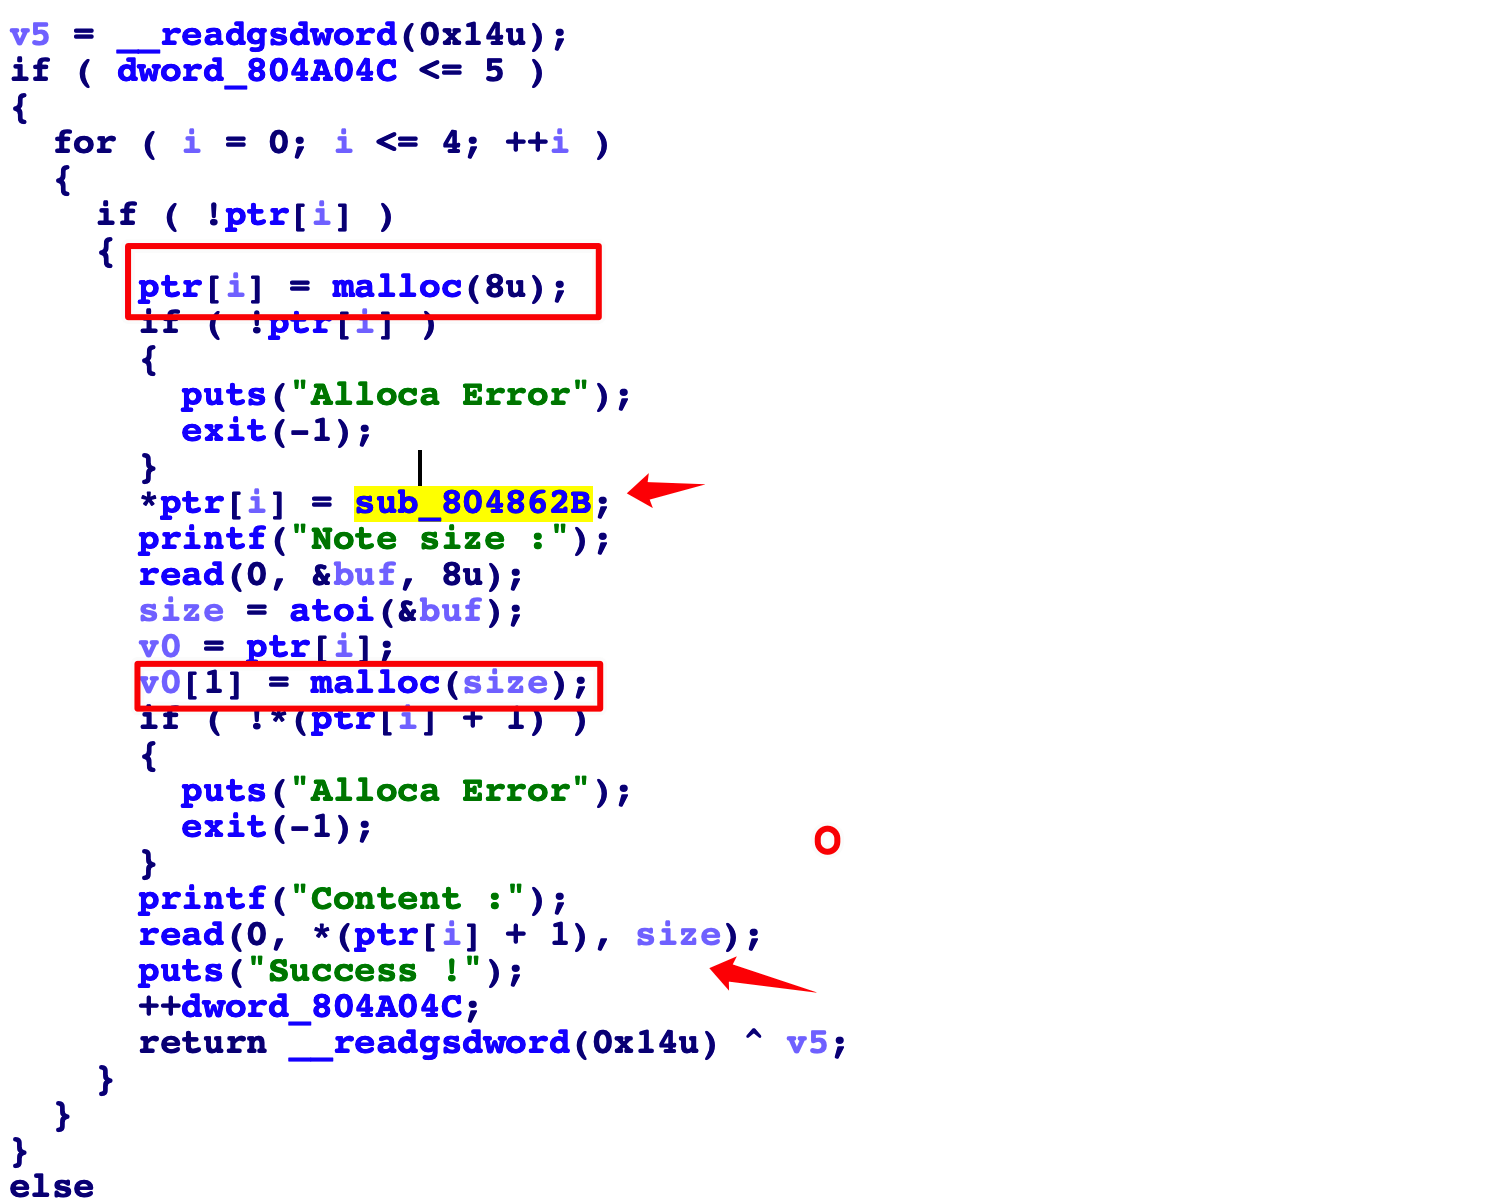 v5 = __readgsdword(0x14u);
if ( dword_804A04C <= 5 )
{
  for ( i = 0; i <= 4; ++i )
  {
    if ( !ptr[i] )
    {
      ptr[i] = malloc(8u);
      if ( !ptr[i] )
      {
        puts("Alloca Error");
        exit(-1);
      }
      *ptr[i] = sub_804862B;
      printf("Note size :");
      read(0, &buf, 8u);
      size = atoi(&buf);
      v0 = ptr[i];
      v0[1] = malloc(size);
      if ( !*(ptr[i] + 1) )
      {
        puts("Alloca Error");
        exit(-1);
      }
O
      printf("Content :");
      read(0, *(ptr[i] + 1), size);
      puts("Success !");
      ++dword_804A04C;
      return __readgsdword(0x14u) ^ v5;
    }
  }
}
else